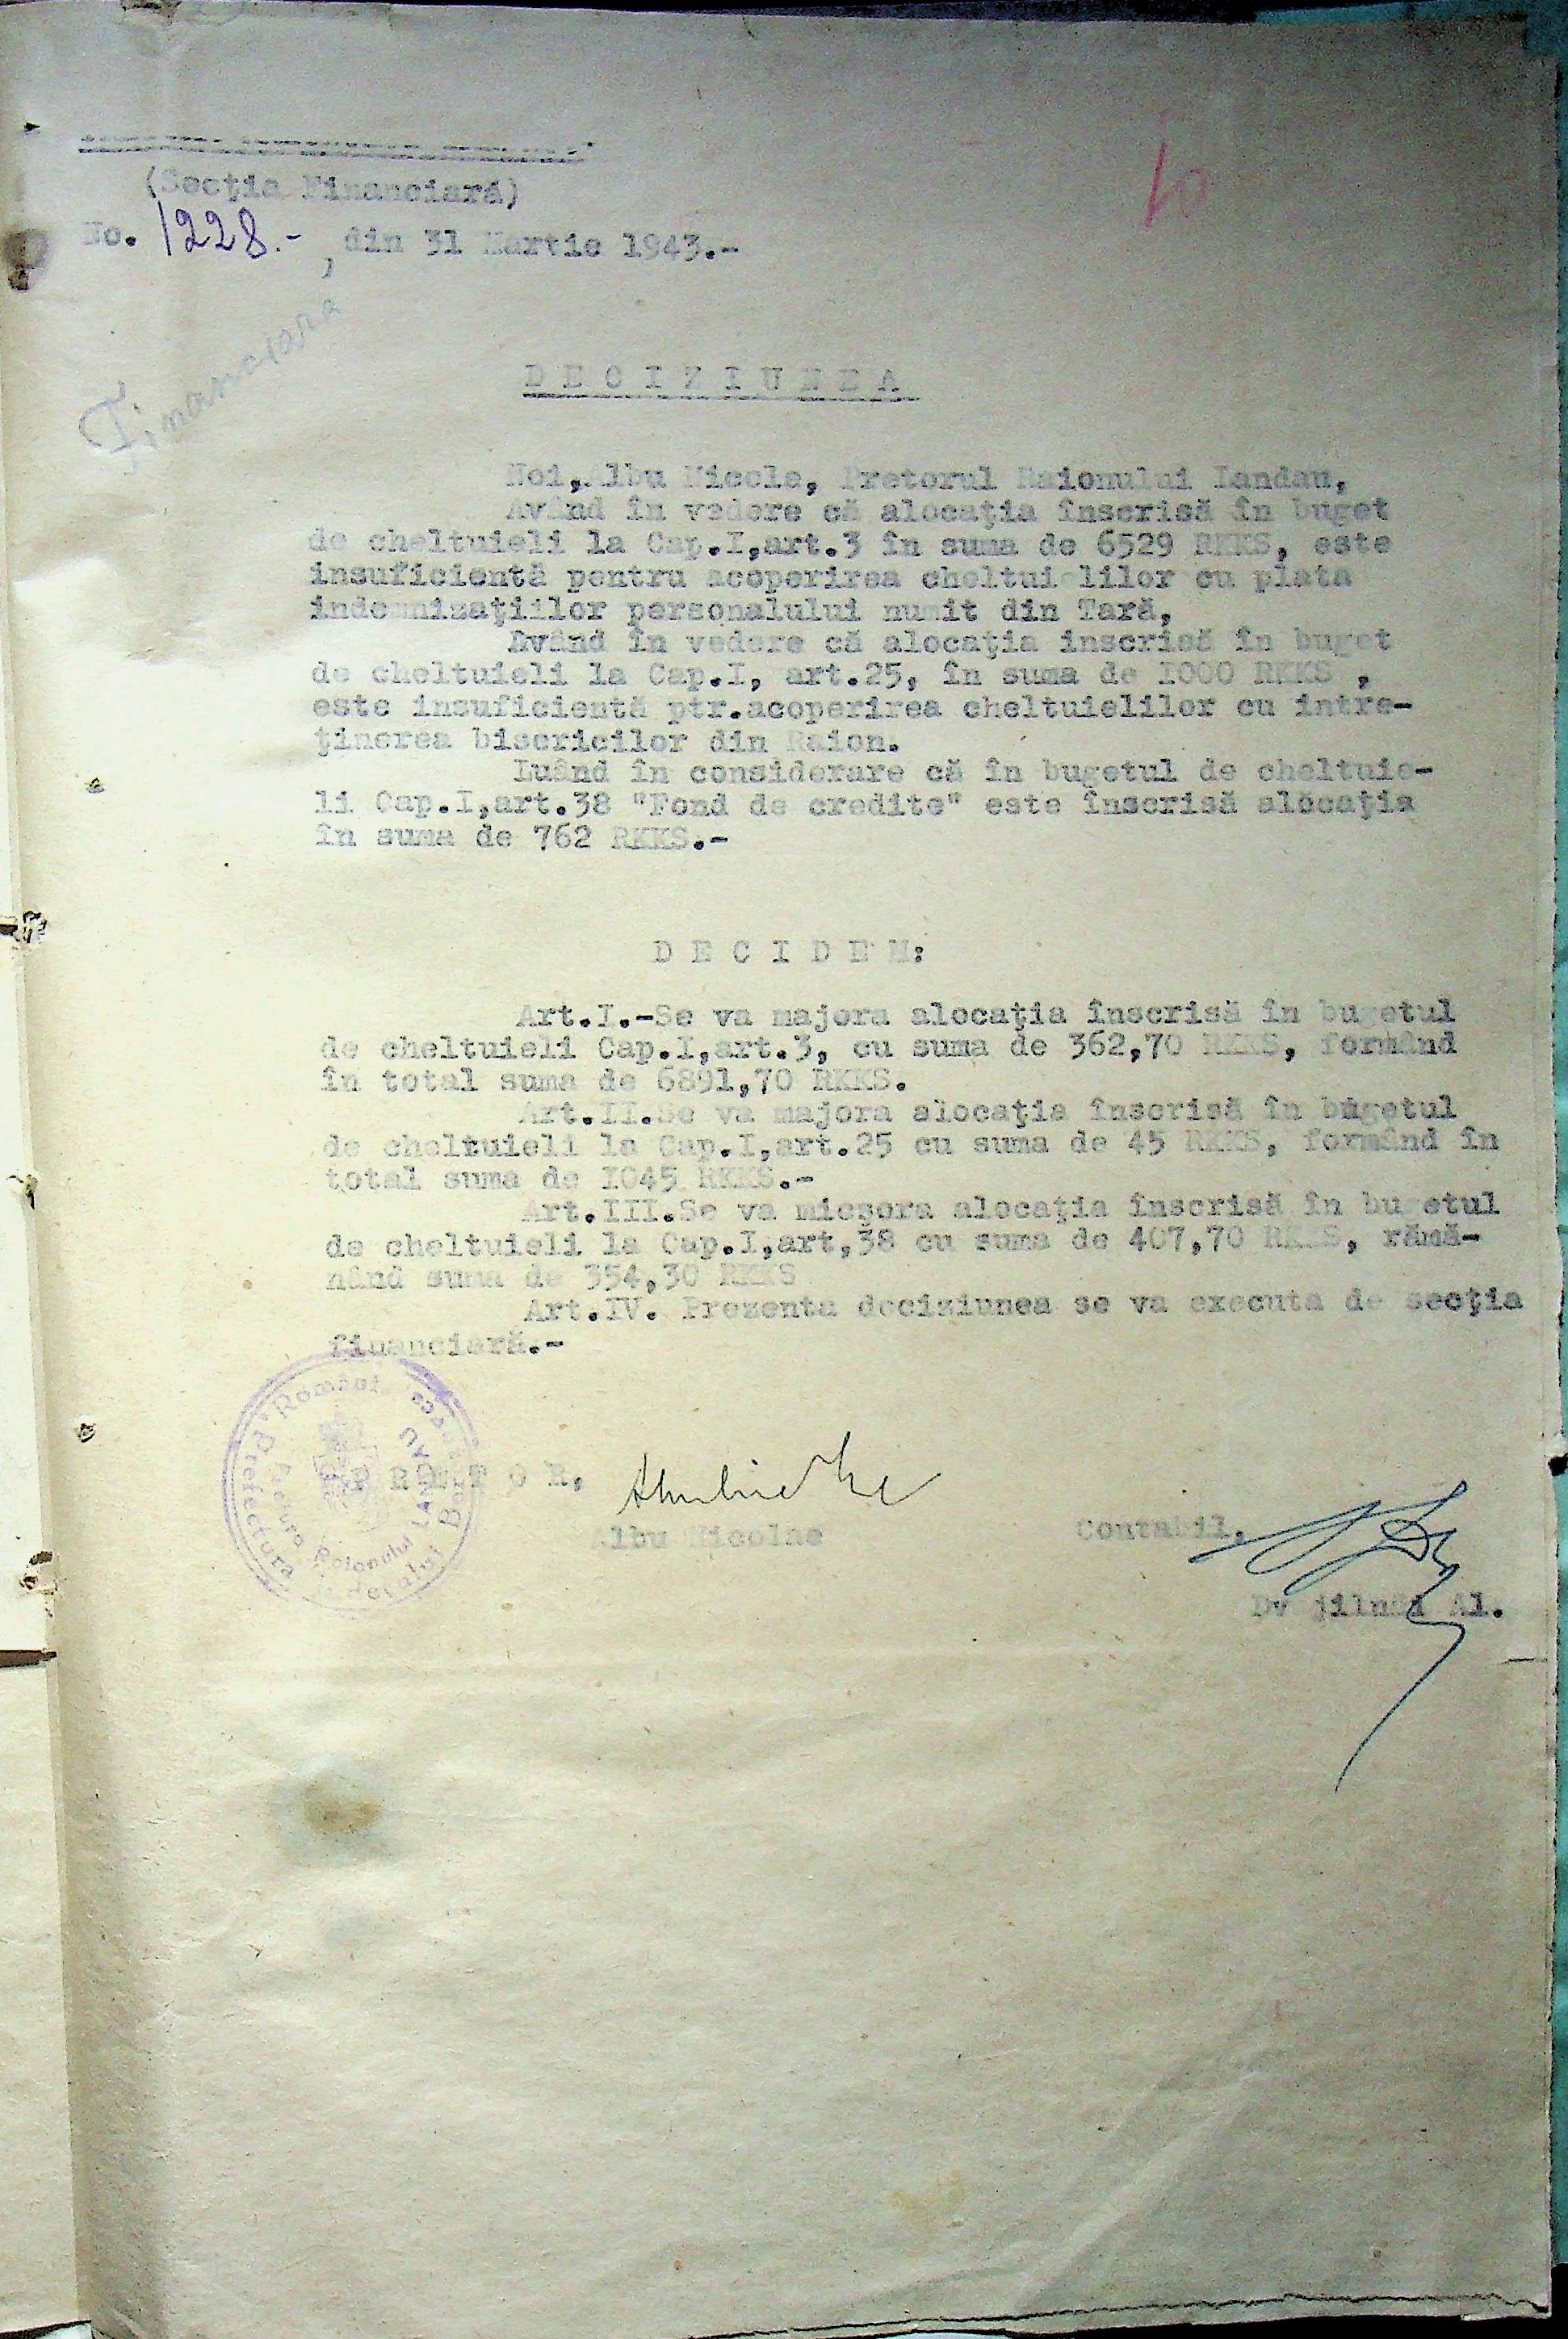 (Secţia Financiară)
No. 1228.- , din 31 Martie 1943.-
10
Financiara
D E C I Z I U N E A
Noi, Albu Nicole, Pretorul Raionului Landau,
Având în vedere că alocaţia înscrisă în buget
de cheltuieli la Cap.I,art.3 în suma de 6529 RKKS, este
insuficientă pentru acoperirea cheltuielilor cu plata
indemnizaţiilor personalului numit din Tară,
Având în vedere că alocaţia inscrisă în buget
de cheltuieli la Cap.I, art.25, în suma de 1000 RKKS ,
este insuficientă ptr.acoperirea cheltuielilor cu intre-
ţinerea bisericilor din Raion.
Luând în considerare că în bugetul de cheltuie-
li Cap.I,art.38 "Fond de credite" este înscrisă alocaţia
în suma de 762 RKKS.-
D E C I D E M:
Art.I.-Se va majora alocaţia înscrisă în bugetul
de cheltuieli Cap.I,art.3, cu suma de 362,70 RKKS, formând
în total suma de 6891,70 RKKS.
Art.II.Se va majora alocaţia înscrisă în bugetul
de cheltuieli la Cap.I,art.25 cu suma de 45 RKKS, formând în
total suma de 1045 RKKS.-
Art.III.Se va micşora alocaţia înscrisă în bugetul
de cheltuieli la Cap.I,art,38 cu suma de 407,70 RKKS, rămâ-
nând suma de 354,30 RKKS
Art.IV. Prezenta deciziunea se va executa de secţia
financiară.-
Prefectura Judeţului
Raionului LANDAU
P R E T O R,
Albu Nicolae
Contabil,
Al.